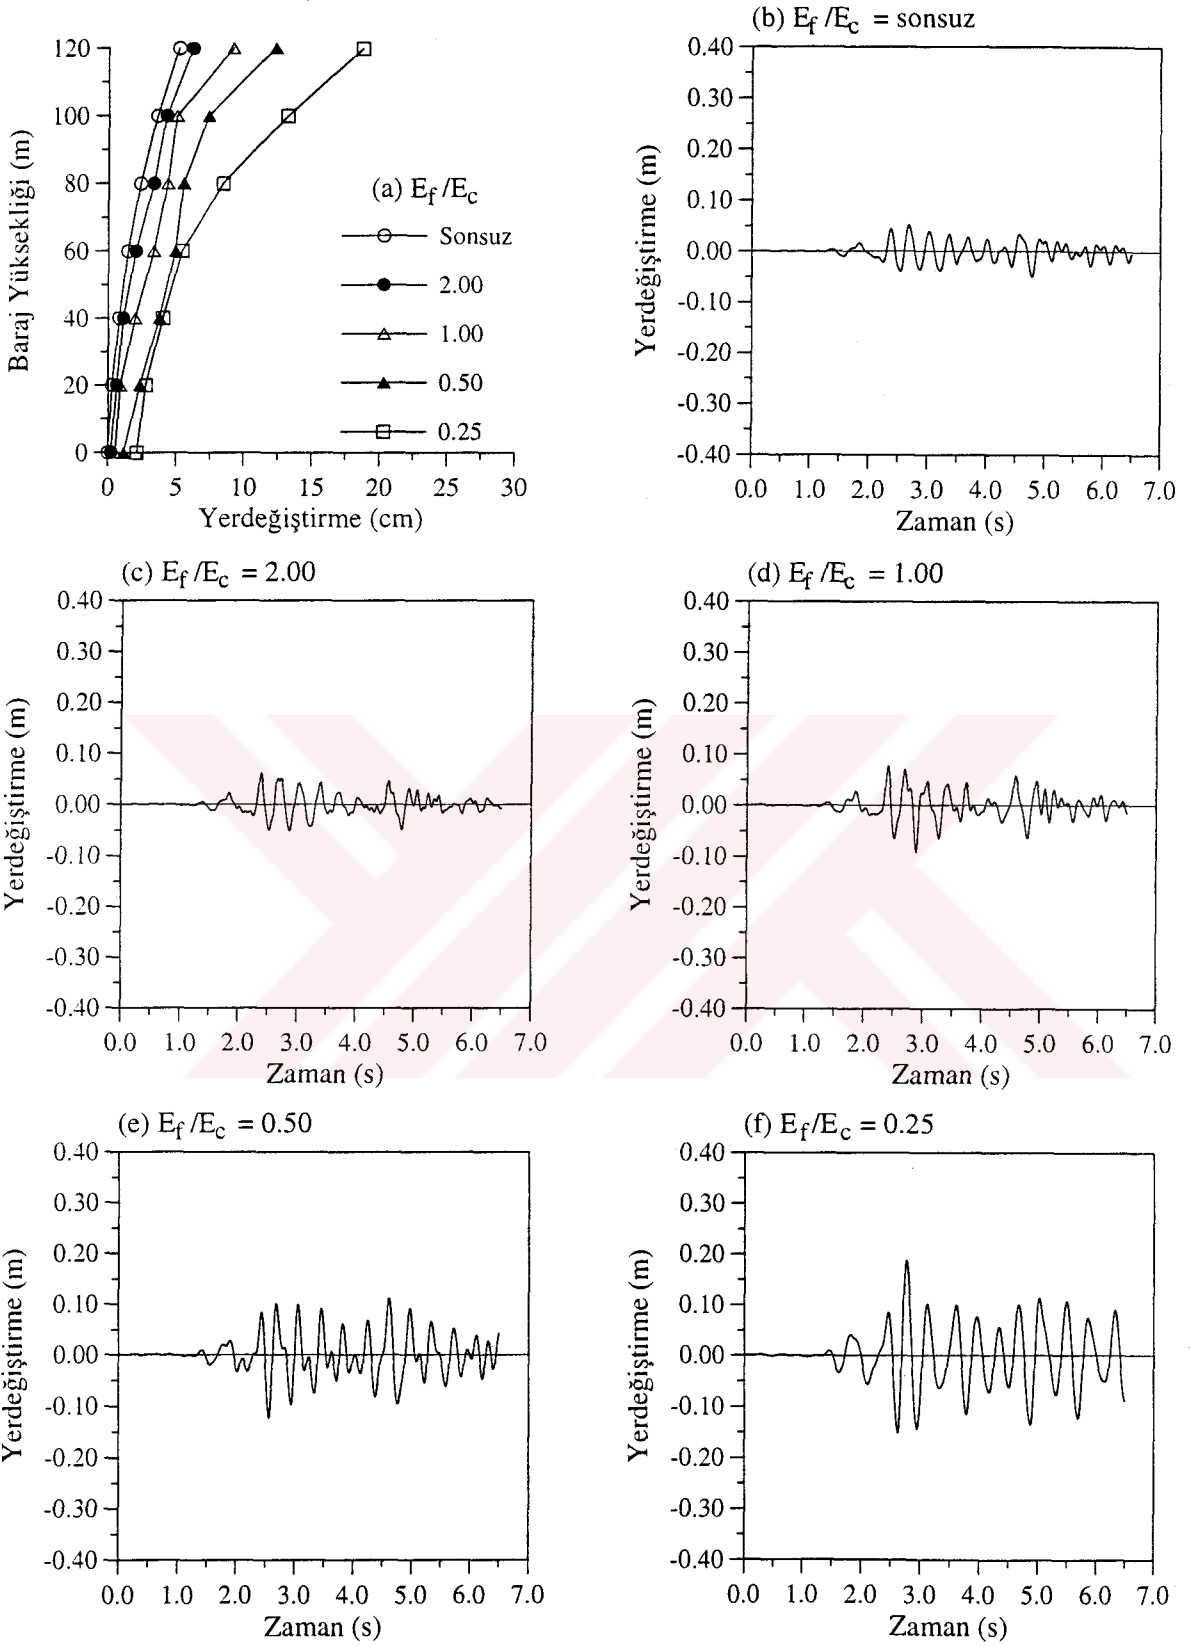 120
100
80
60
40
20
0
Baraj Yüksekliği (m)
(a) Ef /Ec
Sonsuz
2.00
1.00
0.50
0.25
0 5 10 15 20 25 30
Yerdeğiştirme (cm)
(b) Ef /Ec = sonsuz
0.40
0.30
0.20
0.10
0.00
-0.10
-0.20
-0.30
-0.40
Yerdeğiştirme (m)
0.0 1.0 2.0 3.0 4.0 5.0 6.0 7.0
Zaman (s)
(c) Ef /Ec = 2.00
0.40
0.30
0.20
0.10
0.00
-0.10
-0.20
-0.30
-0.40
Yerdeğiştirme (m)
0.0 1.0 2.0 3.0 4.0 5.0 6.0 7.0
Zaman (s)
(d) Ef /Ec = 1.00
0.40
0.30
0.20
0.10
0.00
-0.10
-0.20
-0.30
-0.40
Yerdeğiştirme (m)
0.0 1.0 2.0 3.0 4.0 5.0 6.0 7.0
Zaman (s)
(e) Ef /Ec = 0.50
0.40
0.30
0.20
0.10
0.00
-0.10
-0.20
-0.30
-0.40
Yerdeğiştirme (m)
0.0 1.0 2.0 3.0 4.0 5.0 6.0 7.0
Zaman (s)
(f) Ef/Ec = 0.25
0.40
0.30
0.20
0.10
0.00
-0.10
-0.20
-0.30
-0.40
Yerdeğiştirme (m)
0.0 1.0 2.0 3.0 4.0 5.0 6.0 7.0
Zaman (s)